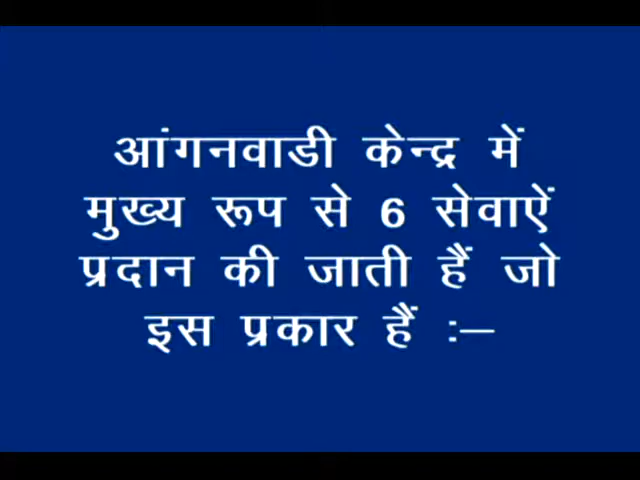 आंगनवाडी केन्द्र में
मुख्य रूप से 6 सेवाऐं
प्रदान की जाती हैं जो
इस प्रकार हैं :–